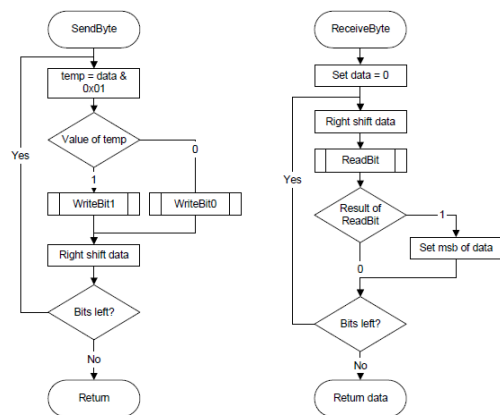 SendByte
temp = data &
0x01
Value of temp
Yes
0
1
WriteBit1
WriteBit0
Right shift data
Bits left?
No
Return
ReceiveByte
Set data = 0
Right shift data
ReadBit
Yes
Result of
ReadBit
1
Set msb of data
0
Bits left?
No
Return data